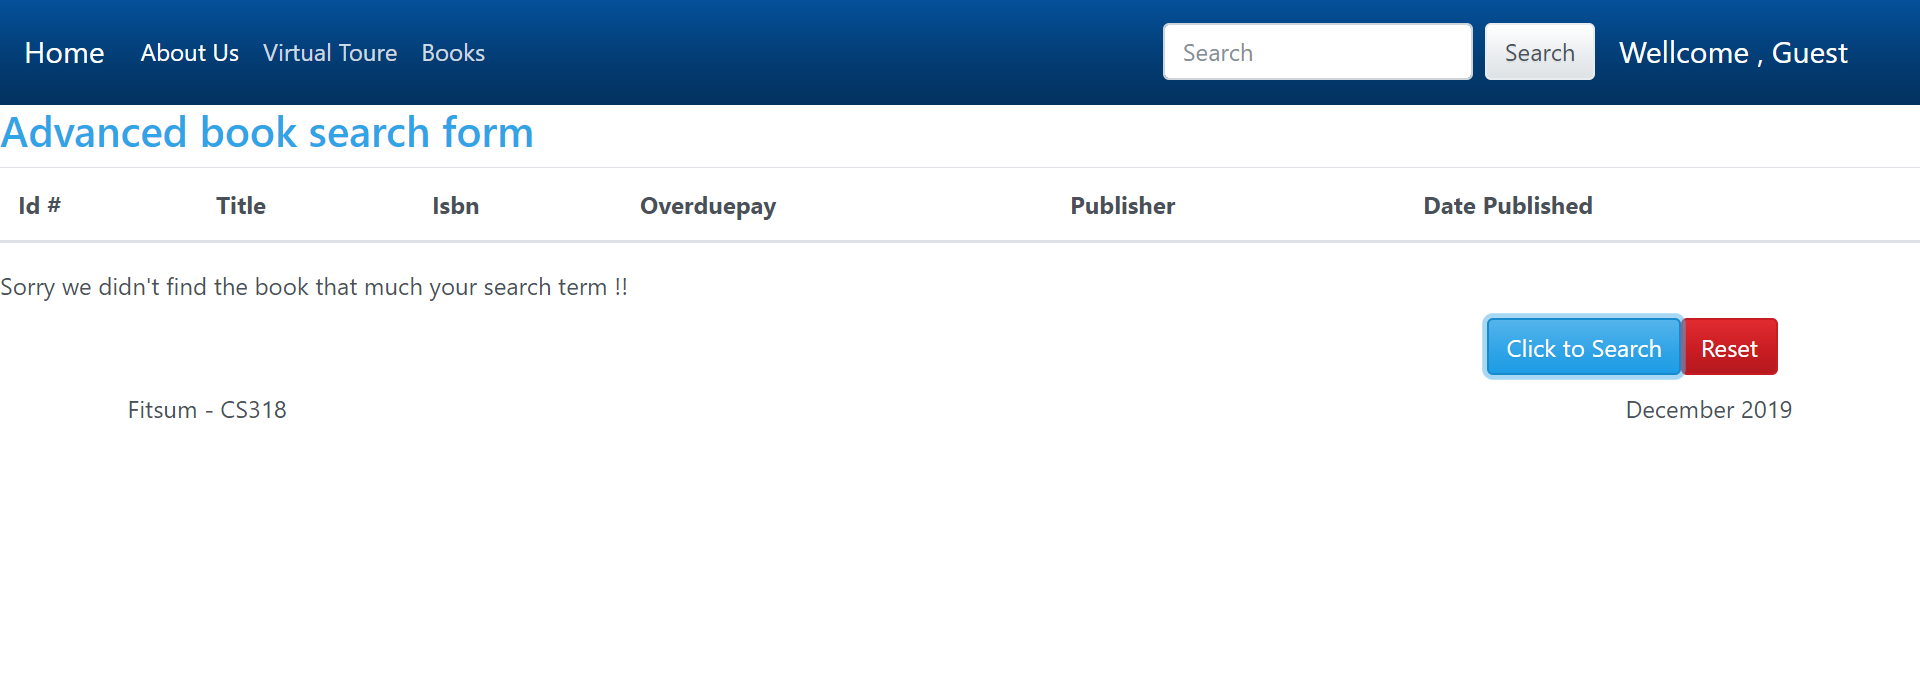 Home About Us Virtual Toure Books Search Search Wellcome , Guest
Advanced book search form
Id # Title Isbn Overduepay Publisher Date Published
Sorry we didn't find the book that much your search term !!
Click to Search Reset
Fitsum - CS318 December 2019